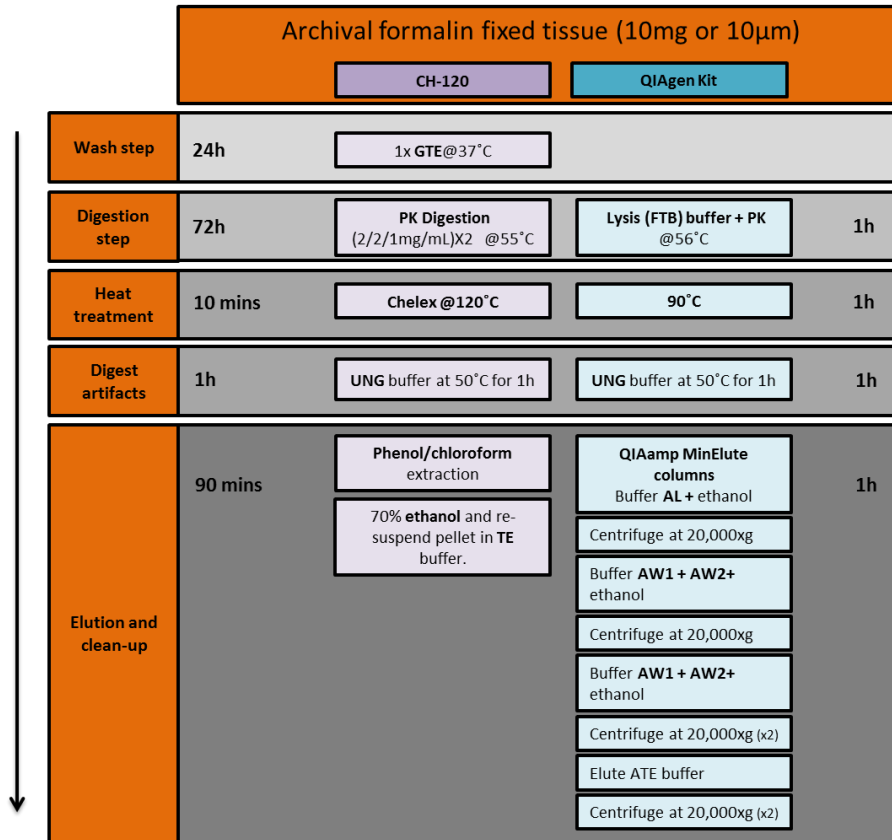 Archival formalin fixed tissue (10mg or 10µm)
CH-120
QIAgen Kit
Wash step
24h
1x GTE@37˚C
Digestion
step
72h
PK Digestion
(2/2/1mg/mL)X2 @55˚C
Lysis (FTB) buffer + PK
@56˚C
1h
Heat
treatment
10 mins
Chelex @120˚C
90˚C
1h
Digest
artifacts
1h
UNG buffer at 50˚C for 1h
UNG buffer at 50˚C for 1h
1h
Elution and
clean-up
90 mins
Phenol/chloroform
extraction
70% ethanol and re-
suspend pellet in TE
buffer.
QIAamp MinElute
columns
Buffer AL + ethanol
1h
Centrifuge at 20,000xg
Buffer AW1 + AW2+
ethanol
Centrifuge at 20,000xg
Buffer AW1 + AW2+
ethanol
Centrifuge at 20,000xg (x2)
Elute ATE buffer
Centrifuge at 20,000xg (x2)